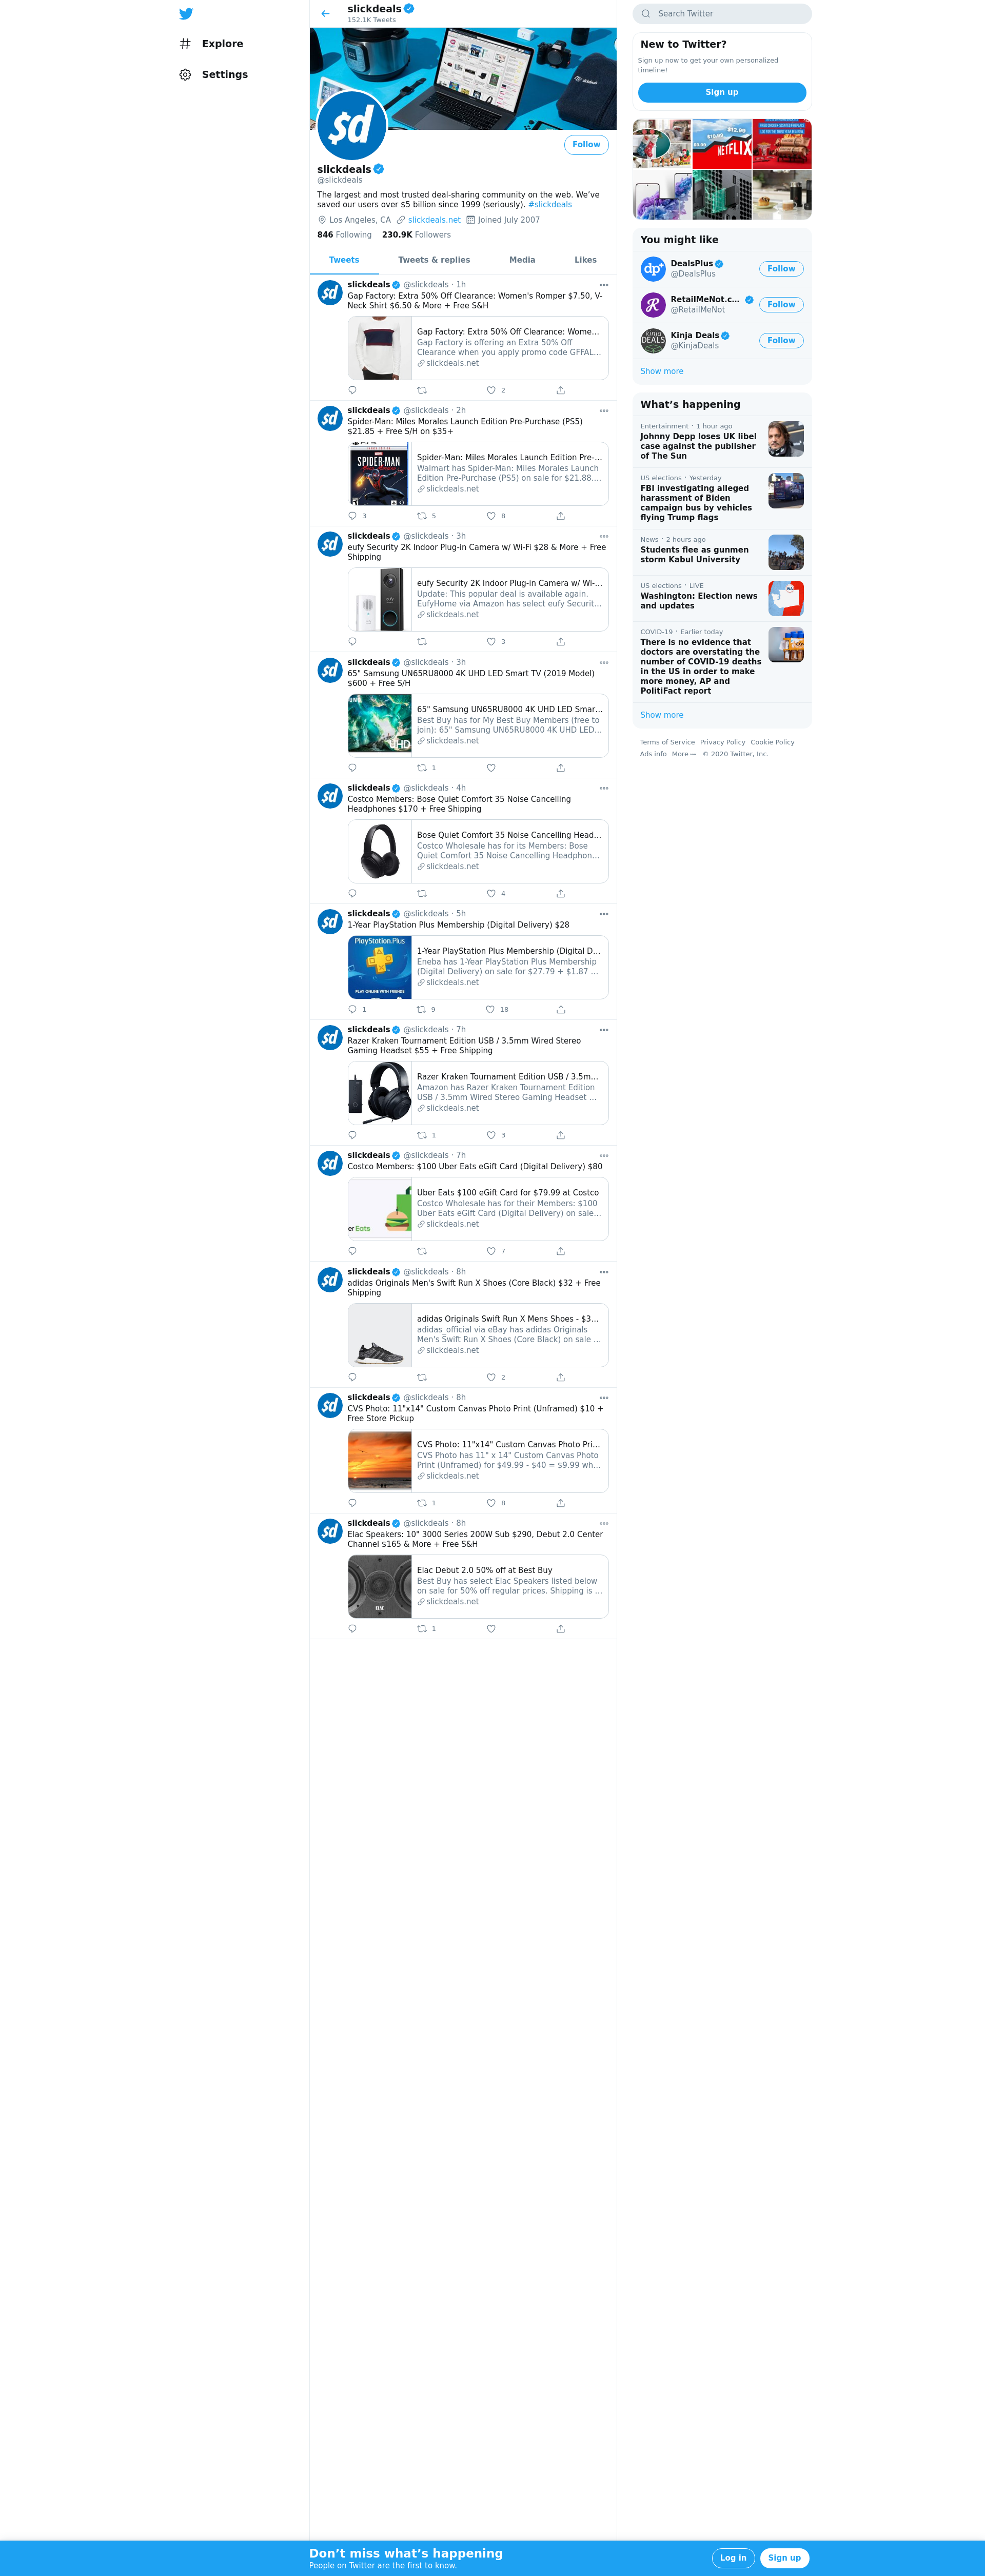 Explore
Settings
slickdeals
152.1K Tweets
$d
Follow
slickdeals
@slickdeals
The largest and most trusted deal-sharing community on the web. We've
saved our users over $5 billion since 1999 (seriously). #slickdeals
Los Angeles, CA slickdeals.net Joined July 2007
846 Following 230.9K Followers
Tweets Tweets & replies Media Likes
slickdeals @slickdeals · 1h
Gap Factory: Extra 50% Off Clearance: Women's Romper $7.50, V-
Neck Shirt $6.50 & More + Free S&H
Gap Factory: Extra 50% Off Clearance: Wome...
Gap Factory is offering an Extra 50% Off
Clearance when you apply promo code GFFAL...
slickdeals.net
2
slickdeals @slickdeals · 2h
Spider-Man: Miles Morales Launch Edition Pre-Purchase (PS5)
$21.85 + Free S/H on $35+
SPIDER-MAN
Spider-Man: Miles Morales Launch Edition Pre-...
Walmart has Spider-Man: Miles Morales Launch
Edition Pre-Purchase (PS5) on sale for $21.88....
slickdeals.net
3 5 8
slickdeals @slickdeals · 3h
eufy Security 2K Indoor Plug-in Camera w/ Wi-Fi $28 & More + Free
Shipping
eufy Security 2K Indoor Plug-in Camera w/ Wi-...
Update: This popular deal is available again.
EufyHome via Amazon has select eufy Securit...
slickdeals.net
3
slickdeals @slickdeals · 3h
65" Samsung UN65RU8000 4K UHD LED Smart TV (2019 Model)
$600 + Free S/H
UHD
65" Samsung UN65RU8000 4K UHD LED Smar...
Best Buy has for My Best Buy Members (free to
join): 65" Samsung UN65RU8000 4K UHD LED...
slickdeals.net
1
slickdeals @slickdeals · 4h
Costco Members: Bose Quiet Comfort 35 Noise Cancelling
Headphones $170 + Free Shipping
Bose Quiet Comfort 35 Noise Cancelling Head...
Costco Wholesale has for its Members: Bose
Quiet Comfort 35 Noise Cancelling Headphon...
slickdeals.net
4
slickdeals @slickdeals · 5h
1-Year PlayStation Plus Membership (Digital Delivery) $28
PlayStation Plus
PLAY ONLINE WITH FRIENDS
1-Year PlayStation Plus Membership (Digital D...
Eneba has 1-Year PlayStation Plus Membership
(Digital Delivery) on sale for $27.79 + $1.87 ...
slickdeals.net
1 9 18
slickdeals @slickdeals · 7h
Razer Kraken Tournament Edition USB / 3.5mm Wired Stereo
Gaming Headset $55 + Free Shipping
Razer Kraken Tournament Edition USB / 3.5m...
Amazon has Razer Kraken Tournament Edition
USB / 3.5mm Wired Stereo Gaming Headset ...
slickdeals.net
1 3
slickdeals @slickdeals · 7h
Costco Members: $100 Uber Eats eGift Card (Digital Delivery) $80
er Eats
Uber Eats $100 eGift Card for $79.99 at Costco
Costco Wholesale has for their Members: $100
Uber Eats eGift Card (Digital Delivery) on sale...
slickdeals.net
7
slickdeals @slickdeals · 8h
adidas Originals Men's Swift Run X Shoes (Core Black) $32 + Free
Shipping
adidas Originals Swift Run X Mens Shoes - $3...
adidas_official via eBay has adidas Originals
Men's Swift Run X Shoes (Core Black) on sale ...
slickdeals.net
2
slickdeals @slickdeals · 8h
CVS Photo: 11"x14" Custom Canvas Photo Print (Unframed) $10 +
Free Store Pickup
CVS Photo: 11"x14" Custom Canvas Photo Pri...
CVS Photo has 11" x 14" Custom Canvas Photo
Print (Unframed) for $49.99 - $40 = $9.99 wh...
slickdeals.net
1 8
slickdeals @slickdeals · 8h
Elac Speakers: 10" 3000 Series 200W Sub $290, Debut 2.0 Center
Channel $165 & More + Free S&H
ELAC
Elac Debut 2.0 50% off at Best Buy
Best Buy has select Elac Speakers listed below
on sale for 50% off regular prices. Shipping is ...
slickdeals.net
1
Search Twitter
New to Twitter?
Sign up now to get your own personalized
timeline!
Sign up
$12.99
NETFLIX
You might like
dp+
DealsPlus
@DealsPlus
Follow
RetailMeNot.c...
@RetailMeNot
Follow
KINJA
DEALS
Kinja Deals
@KinjaDeals
Follow
Show more
What's happening
Entertainment · 1 hour ago
Johnny Depp loses UK libel
case against the publisher
of The Sun
US elections · Yesterday
FBI investigating alleged
harassment of Biden
campaign bus by vehicles
flying Trump flags
News · 2 hours ago
Students flee as gunmen
storm Kabul University
US elections · LIVE
Washington: Election news
and updates
COVID-19 · Earlier today
There is no evidence that
doctors are overstating the
number of COVID-19 deaths
in the US in order to make
more money, AP and
PolitiFact report
Show more
Terms of Service Privacy Policy Cookie Policy
Ads info More ••• © 2020 Twitter, Inc.
Don't miss what's happening
People on Twitter are the first to know.
Log in Sign up